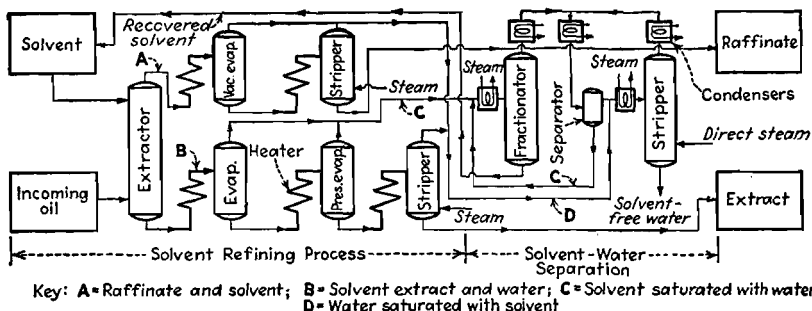 Recovered
solvent
Solvent
A
Vac.evap.
Stripper
Steam
Steam
C
Fractionator
Separator
Steam
Stripper
Raffinate
Condensers
Extractor
B
Heater
Evap.
Pres.evap.
Stripper
Direct steam
Incoming
oil
C
D
Solvent-
free water
Extract
Steam
Solvent Refining Process
Solvent-Water
Separation
Key: A=Raffinate and solvent; B=Solvent extract and water; C=Solvent saturated with water
D=Water saturated with solvent